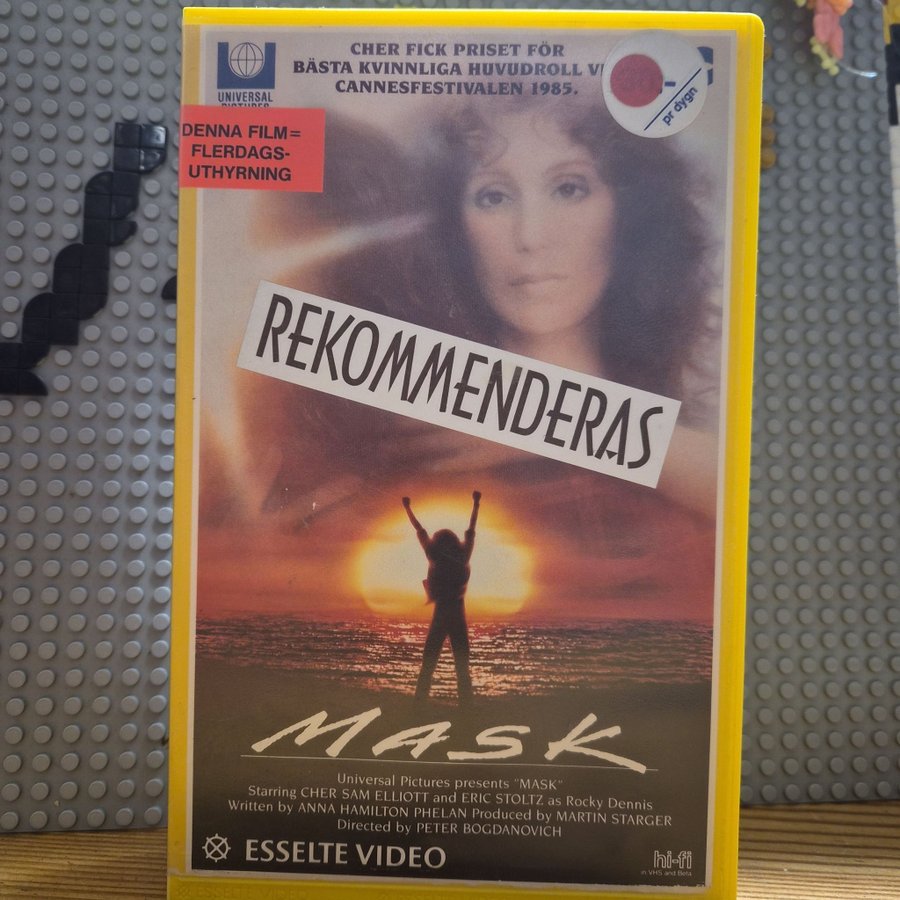 CHER FICK PRISET FÖR
BÄSTA KVINNLIGA HUVUDROLL
CANNESFESTIVALEN 1985.
UNIVERSAL
PICTURES
pr dygn
DENNA FILM=
FLERDAGS-
UTHYRNING
REKOMMENDERAS
MASK
Universal Pictures presents "MASK"
Starring CHER SAM ELLIOTT and ERIC STOLTZ as Rocky Dennis
Written by ANNA HAMILTON PHELAN Produced by MARTIN STARGER
Directed by PETER BOGDANOVICH
ESSELTE VIDEO
hi-fi
in VHS and Beta